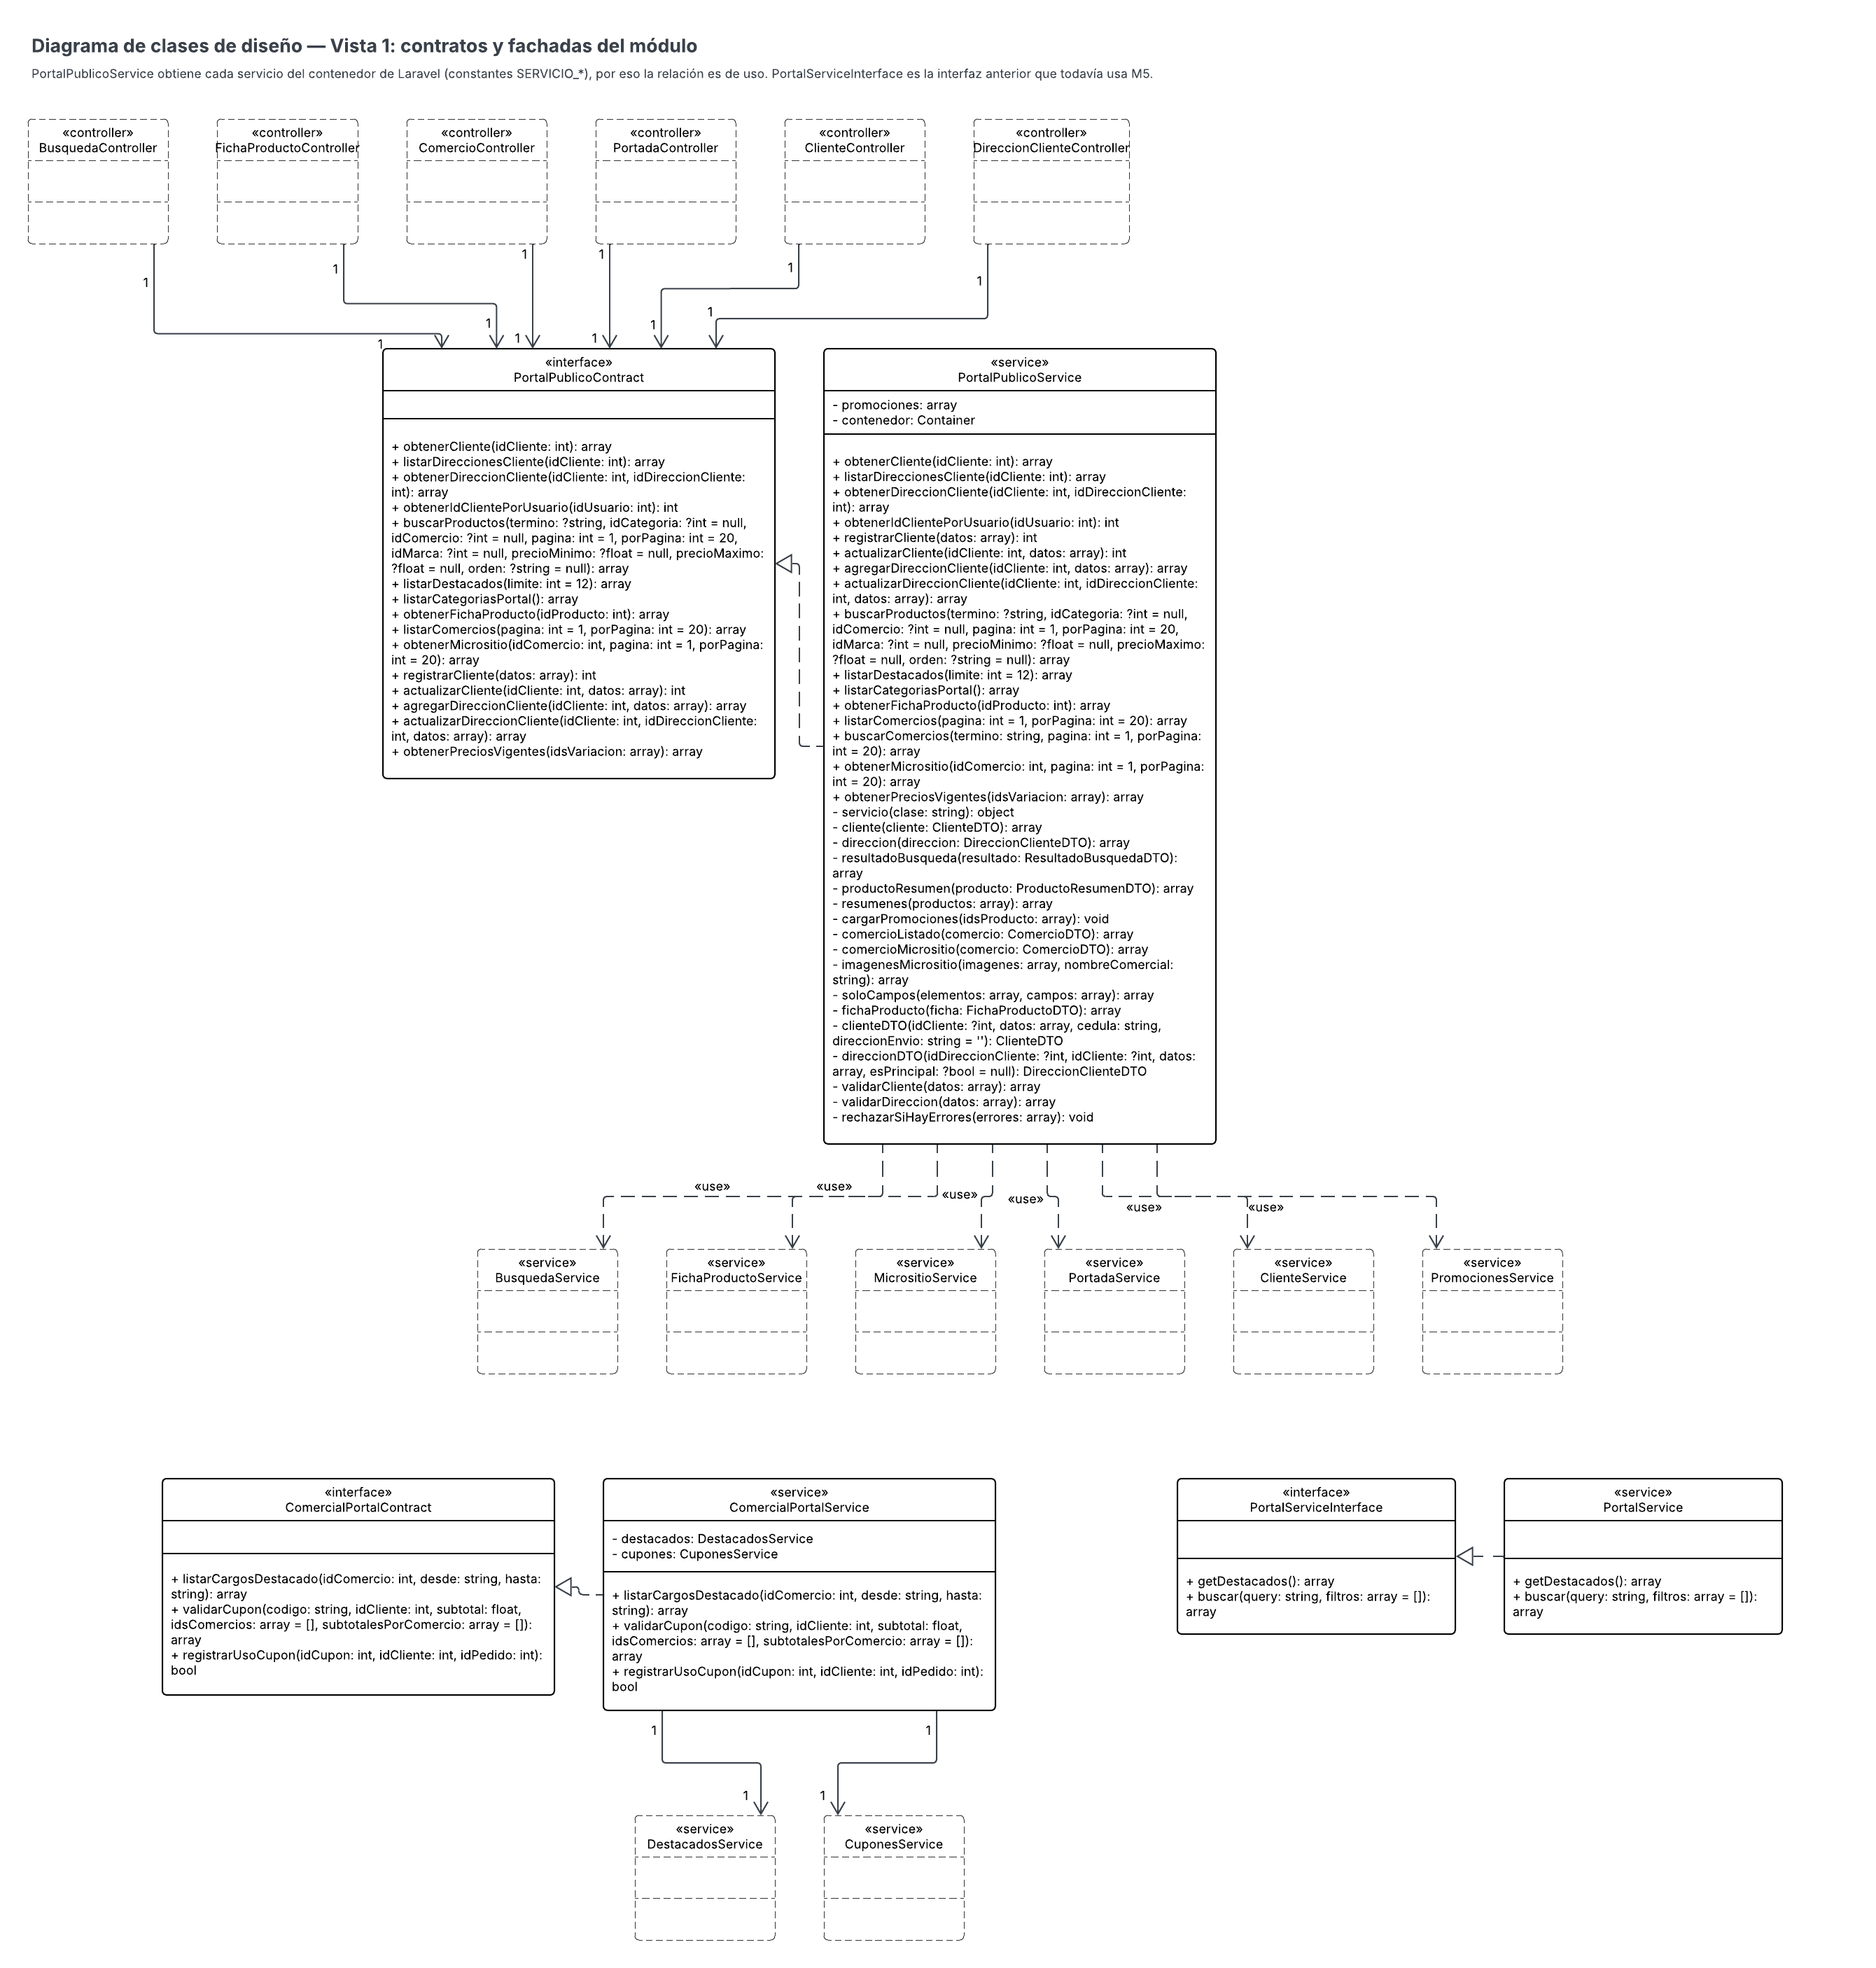 Diagrama de clases de diseño — Vista 1: contratos y fachadas del módulo
PortalPublicoService obtiene cada servicio del contenedor de Laravel (constantes SERVICIO_*), por eso la relación es de uso. PortalServiceInterface es la interfaz anterior que todavía usa M5.
«controller»
BusquedaController
«controller»
FichaProductoController
«controller»
ComercioController
«controller»
PortadaController
«controller»
ClienteController
«controller»
DireccionClienteController
1
1
1
1
1
1
1
1
1
1
1
1
«interface»
PortalPublicoContract
+ obtenerCliente(idCliente: int): array
+ listarDireccionesCliente(idCliente: int): array
+ obtenerDireccionCliente(idCliente: int, idDireccionCliente:
int): array
+ obtenerIdClientePorUsuario(idUsuario: int): int
+ buscarProductos(termino: ?string, idCategoria: ?int = null,
idComercio: ?int = null, pagina: int = 1, porPagina: int = 20,
idMarca: ?int = null, precioMinimo: ?float = null, precioMaximo:
?float = null, orden: ?string = null): array
+ listarDestacados(limite: int = 12): array
+ listarCategoriasPortal(): array
+ obtenerFichaProducto(idProducto: int): array
+ listarComercios(pagina: int = 1, porPagina: int = 20): array
+ obtenerMicrositio(idComercio: int, pagina: int = 1, porPagina:
int = 20): array
+ registrarCliente(datos: array): int
+ actualizarCliente(idCliente: int, datos: array): int
+ agregarDireccionCliente(idCliente: int, datos: array): array
+ actualizarDireccionCliente(idCliente: int, idDireccionCliente:
int, datos: array): array
+ obtenerPreciosVigentes(idsVariacion: array): array
«service»
PortalPublicoService
- promociones: array
- contenedor: Container
+ obtenerCliente(idCliente: int): array
+ listarDireccionesCliente(idCliente: int): array
+ obtenerDireccionCliente(idCliente: int, idDireccionCliente:
int): array
+ obtenerIdClientePorUsuario(idUsuario: int): int
+ registrarCliente(datos: array): int
+ actualizarCliente(idCliente: int, datos: array): int
+ agregarDireccionCliente(idCliente: int, datos: array): array
+ actualizarDireccionCliente(idCliente: int, idDireccionCliente:
int, datos: array): array
+ buscarProductos(termino: ?string, idCategoria: ?int = null,
idComercio: ?int = null, pagina: int = 1, porPagina: int = 20,
idMarca: ?int = null, precioMinimo: ?float = null, precioMaximo:
?float = null, orden: ?string = null): array
+ listarDestacados(limite: int = 12): array
+ listarCategoriasPortal(): array
+ obtenerFichaProducto(idProducto: int): array
+ listarComercios(pagina: int = 1, porPagina: int = 20): array
+ buscarComercios(termino: string, pagina: int = 1, porPagina:
int = 20): array
+ obtenerMicrositio(idComercio: int, pagina: int = 1, porPagina:
int = 20): array
+ obtenerPreciosVigentes(idsVariacion: array): array
- servicio(clase: string): object
- cliente(cliente: ClienteDTO): array
- direccion(direccion: DireccionClienteDTO): array
- resultadoBusqueda(resultado: ResultadoBusquedaDTO):
array
- productoResumen(producto: ProductoResumenDTO): array
- resumenes(productos: array): array
- cargarPromociones(idsProducto: array): void
- comercioListado(comercio: ComercioDTO): array
- comercioMicrositio(comercio: ComercioDTO): array
- imagenesMicrositio(imagenes: array, nombreComercial:
string): array
- soloCampos(elementos: array, campos: array): array
- fichaProducto(ficha: FichaProductoDTO): array
- clienteDTO(idCliente: ?int, datos: array, cedula: string,
direccionEnvio: string = ''): ClienteDTO
- direccionDTO(idDireccionCliente: ?int, idCliente: ?int, datos:
array, esPrincipal: ?bool = null): DireccionClienteDTO
- validarCliente(datos: array): array
- validarDireccion(datos: array): array
- rechazarSiHayErrores(errores: array): void
«use»
«use»
«use»
«use»
«use»
«use»
«service»
BusquedaService
«service»
FichaProductoService
«service»
MicrositioService
«service»
PortadaService
«service»
ClienteService
«service»
PromocionesService
«interface»
ComercialPortalContract
+ listarCargosDestacado(idComercio: int, desde: string, hasta:
string): array
+ validarCupon(codigo: string, idCliente: int, subtotal: float,
idsComercios: array = [], subtotalesPorComercio: array = []):
array
+ registrarUsoCupon(idCupon: int, idCliente: int, idPedido: int):
bool
«service»
ComercialPortalService
- destacados: DestacadosService
- cupones: CuponesService
+ listarCargosDestacado(idComercio: int, desde: string, hasta:
string): array
+ validarCupon(codigo: string, idCliente: int, subtotal: float,
idsComercios: array = [], subtotalesPorComercio: array = []):
array
+ registrarUsoCupon(idCupon: int, idCliente: int, idPedido: int):
bool
«interface»
PortalServiceInterface
+ getDestacados(): array
+ buscar(query: string, filtros: array = []):
array
«service»
PortalService
+ getDestacados(): array
+ buscar(query: string, filtros: array = []):
array
1
1
1
1
«service»
DestacadosService
«service»
CuponesService